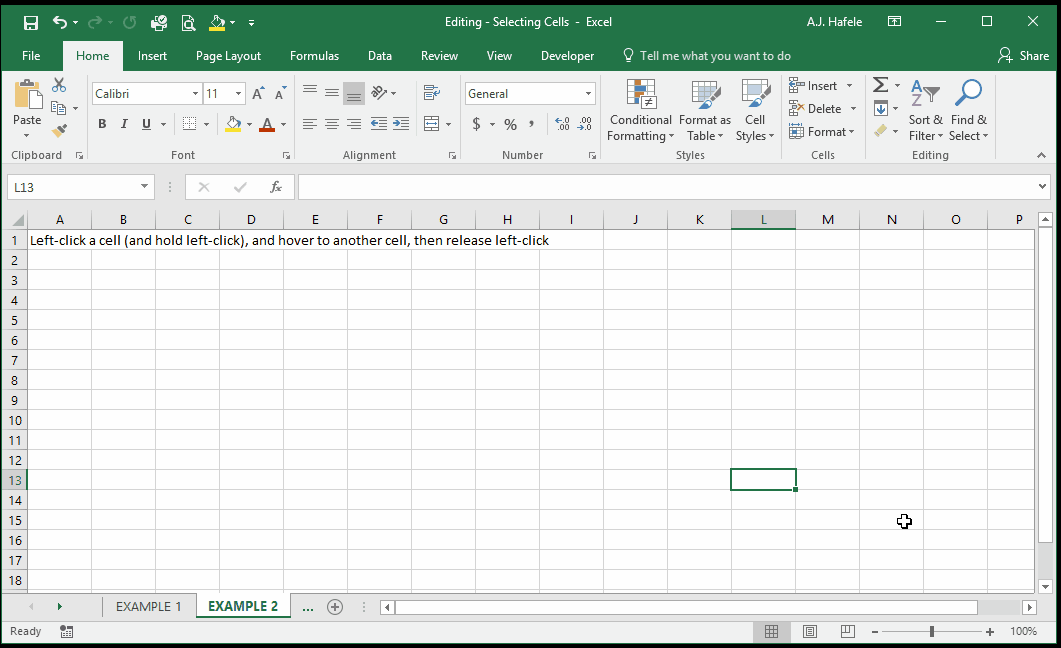 Editing - Selecting Cells - Excel
A.J. Hafele
File Home Insert Page Layout Formulas Data Review View Developer Tell me what you want to do Share
Paste
Calibri 11
B I U A
General
$ % ,
Conditional Formatting
Format as Table
Cell Styles
Insert
Delete
Format
Sort & Filter
Find & Select
Clipboard Font Alignment Number Styles Cells Editing
L13 fx
A B C D E F G H I J K L M N O P
1 Left-click a cell (and hold left-click), and hover to another cell, then release left-click
2
3
4
5
6
7
8
9
10
11
12
13
14
15
16
17
18
EXAMPLE 1 EXAMPLE 2 ...
Ready 100%